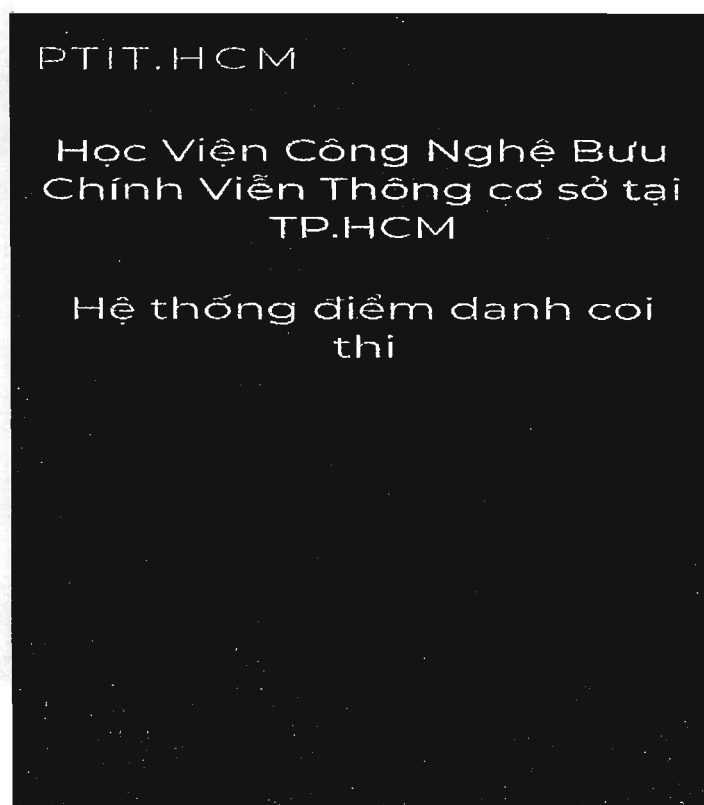 PTIT.HCM
Học Viện Công Nghệ Bưu
Chính Viễn Thông cơ sở tại
TP.HCM
Hệ thống điểm danh coi
thi